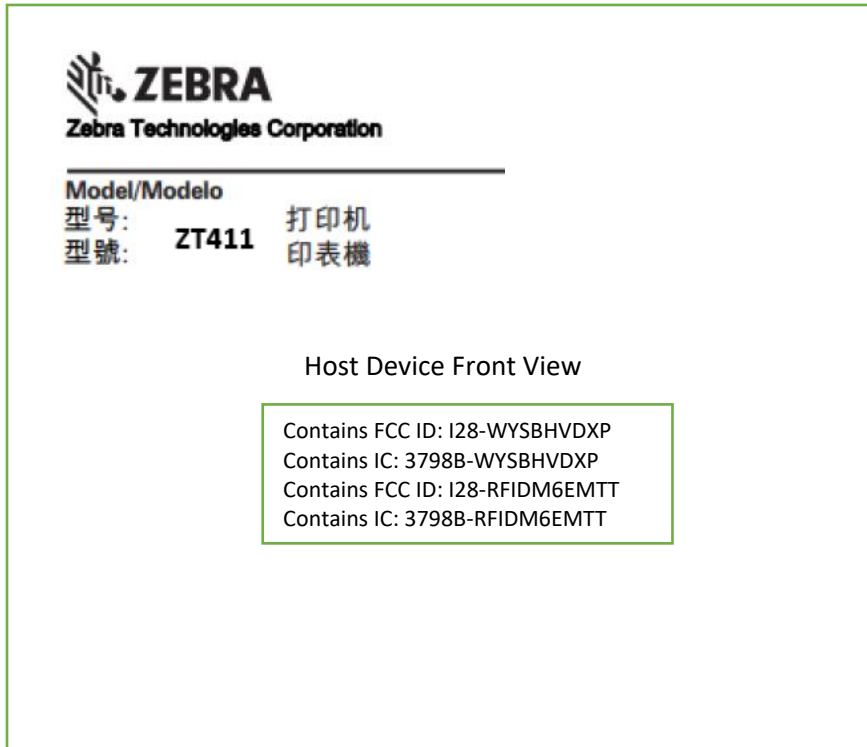 ZEBRA
Zebra Technologies Corporation
Model/Modelo
型号: ZT411 打印机
型號: 印表機
Host Device Front View
Contains FCC ID: I28-WYSBHVDXP
Contains IC: 3798B-WYSBHVDXP
Contains FCC ID: I28-RFIDM6EMTT
Contains IC: 3798B-RFIDM6EMTT